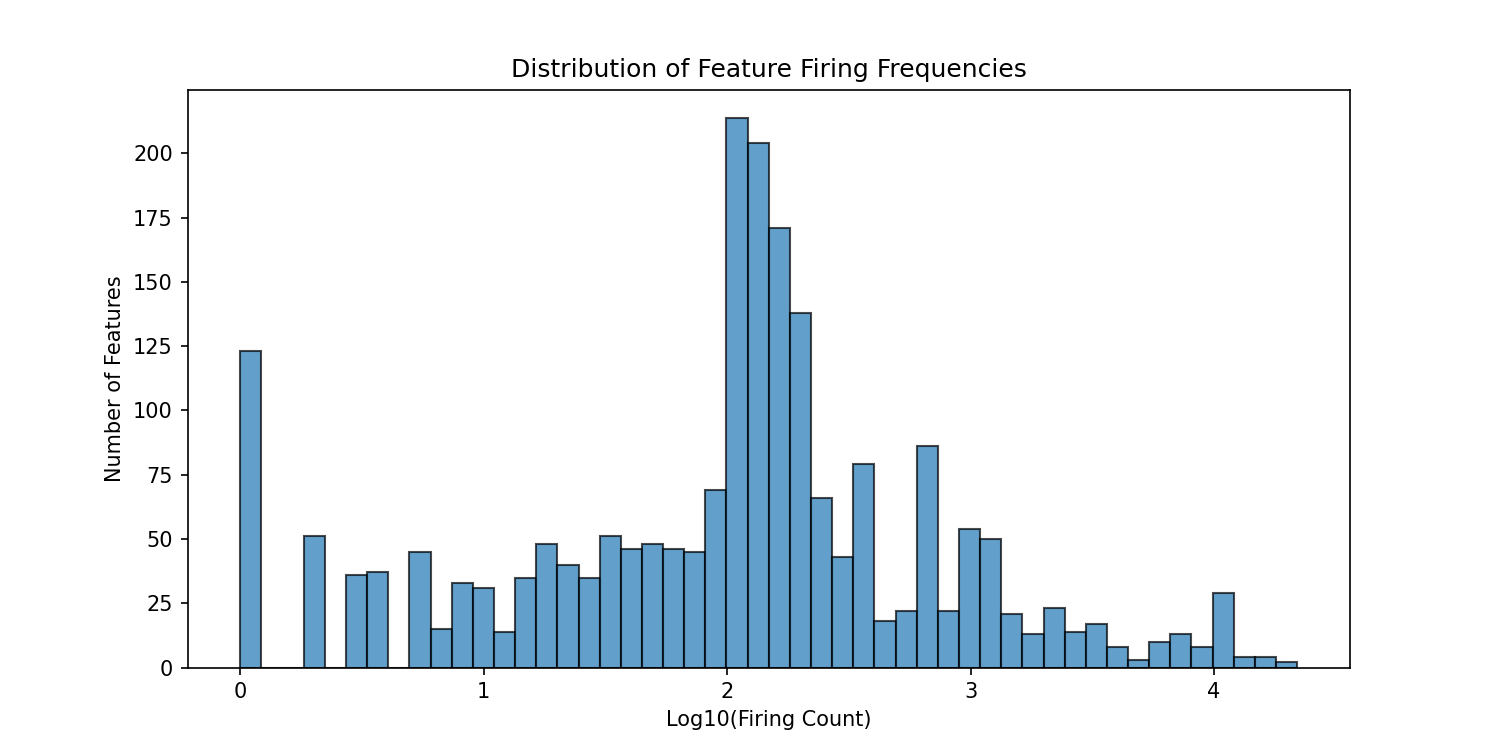 Distribution of Feature Firing Frequencies
Number of Features
200
175
150
125
100
75
50
25
0
0 1 2 3 4
Log10(Firing Count)